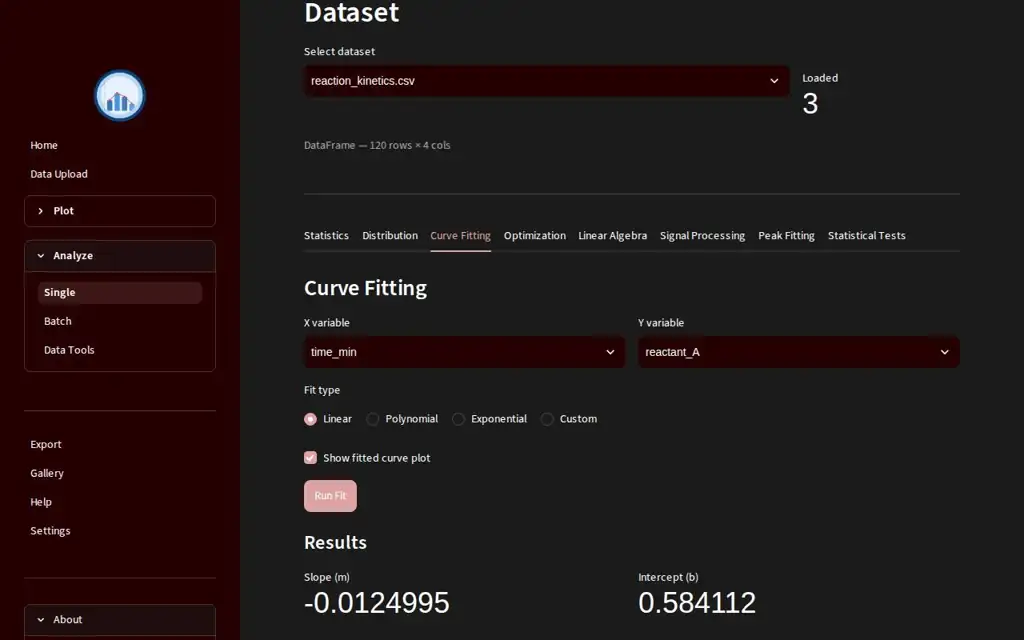 Home
Data Upload
Plot
Analyze
Single
Batch
Data Tools
Export
Gallery
Help
Settings
About
Dataset
Select dataset
reaction_kinetics.csv
Loaded
3
DataFrame — 120 rows × 4 cols
Statistics Distribution Curve Fitting Optimization Linear Algebra Signal Processing Peak Fitting Statistical Tests
Curve Fitting
X variable Y variable
time_min reactant_A
Fit type
Linear Polynomial Exponential Custom
Show fitted curve plot
Run Fit
Results
Slope (m) Intercept (b)
-0.0124995 0.584112